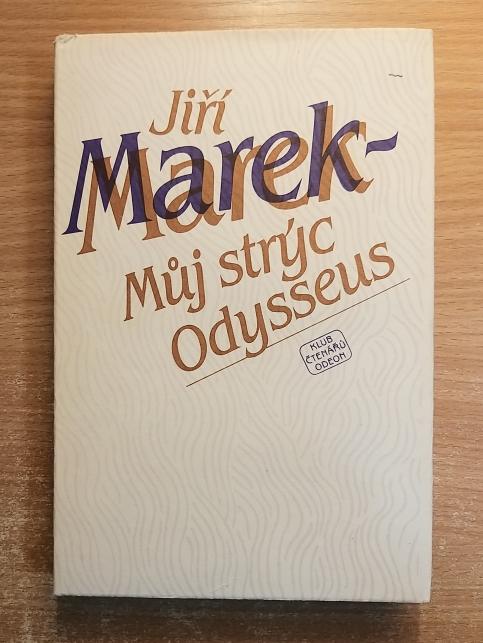 Jiří
Marek-
Můj strýc
Odysseus
KLUB
ČTENÁŘŮ
ODEON